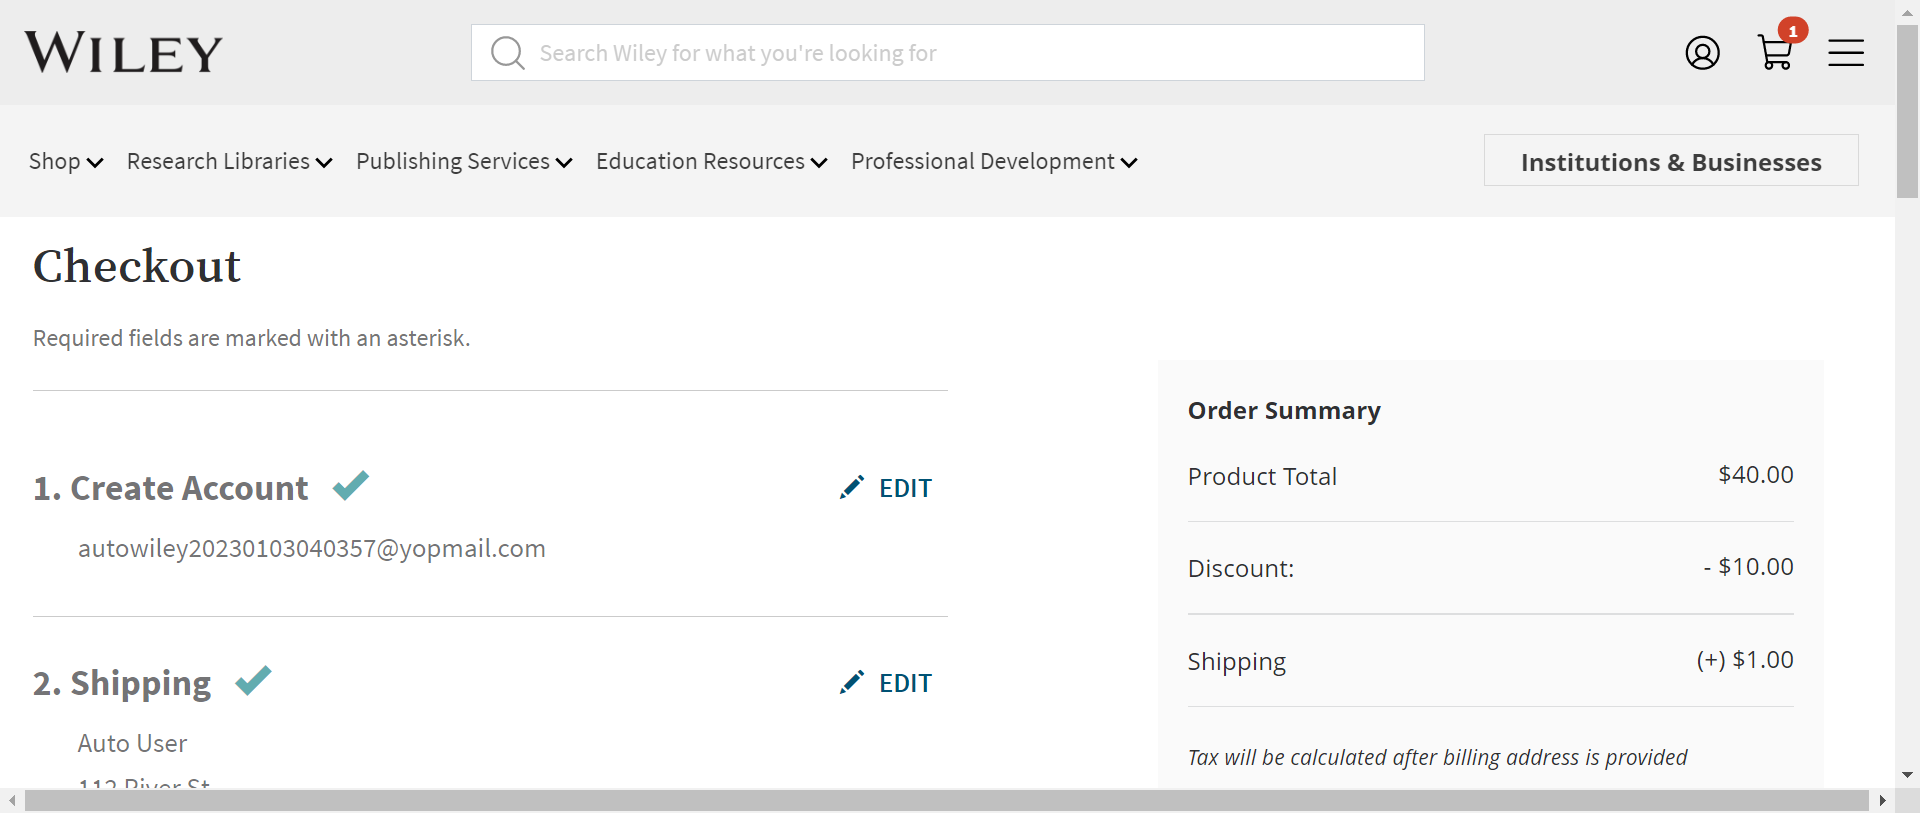 WILEY
Search Wiley for what you're looking for
1
Shop Research Libraries Publishing Services Education Resources Professional Development Institutions & Businesses
Checkout
Required fields are marked with an asterisk.
1. Create Account
EDIT
autowiley20230103040357@yopmail.com
2. Shipping
EDIT
Auto User
112 River St
Order Summary
Product Total $40.00
Discount: - $10.00
Shipping (+) $1.00
Tax will be calculated after billing address is provided